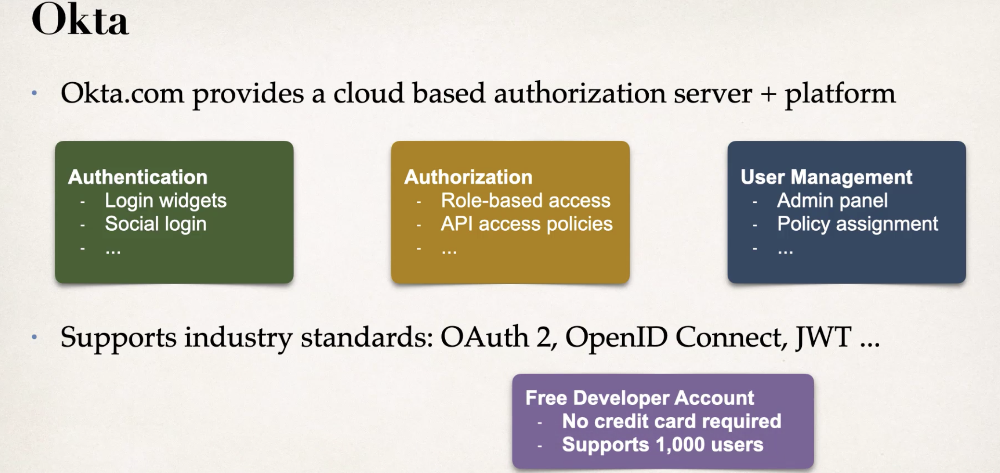 Okta
• Okta.com provides a cloud based authorization server + platform
Authentication
- Login widgets
- Social login
- ...
Authorization
- Role-based access
- API access policies
- ...
User Management
- Admin panel
- Policy assignment
- ...
• Supports industry standards: OAuth 2, OpenID Connect, JWT ...
Free Developer Account
- No credit card required
- Supports 1,000 users